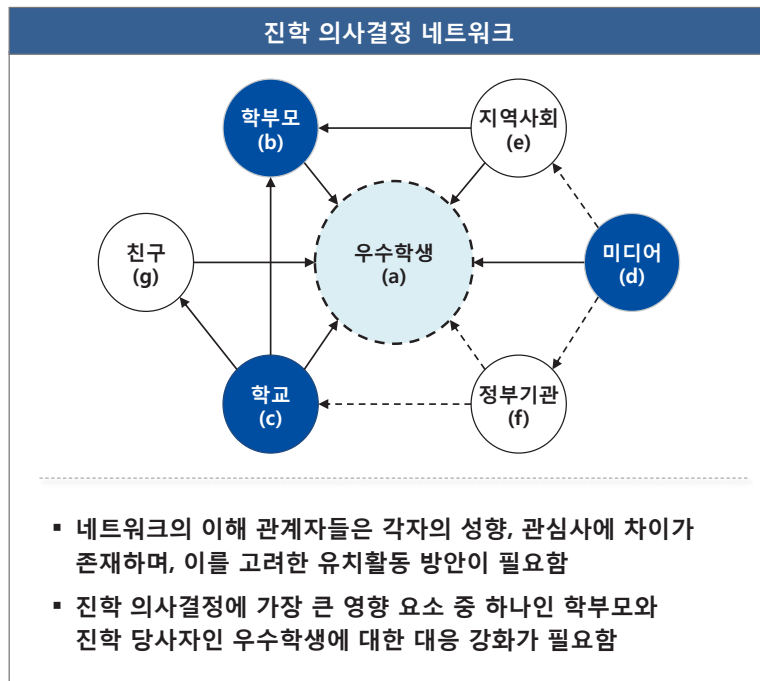 진학 의사결정 네트워크
학부모
(b)
지역사회
(e)
친구
(g)
우수학생
(a)
미디어
(d)
학교
(c)
정부기관
(f)
▪ 네트워크의 이해 관계자들은 각자의 성향, 관심사에 차이가
존재하며, 이를 고려한 유치활동 방안이 필요함
▪ 진학 의사결정에 가장 큰 영향 요소 중 하나인 학부모와
진학 당사자인 우수학생에 대한 대응 강화가 필요함